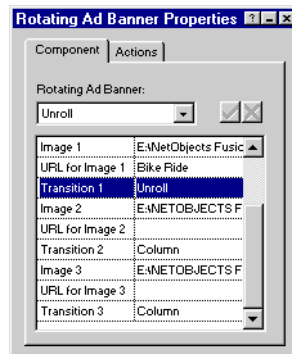 Rotating Ad Banner Properties
Component Actions
Rotating Ad Banner:
Unroll
Image 1 E:\NetObjects Fusic
URL for Image 1 Bike Ride
Transition 1 Unroll
Image 2 E:\NETOBJECTS F
URL for Image 2
Transition 2 Column
Image 3 E:\NETOBJECTS F
URL for Image 3
Transition 3 Column